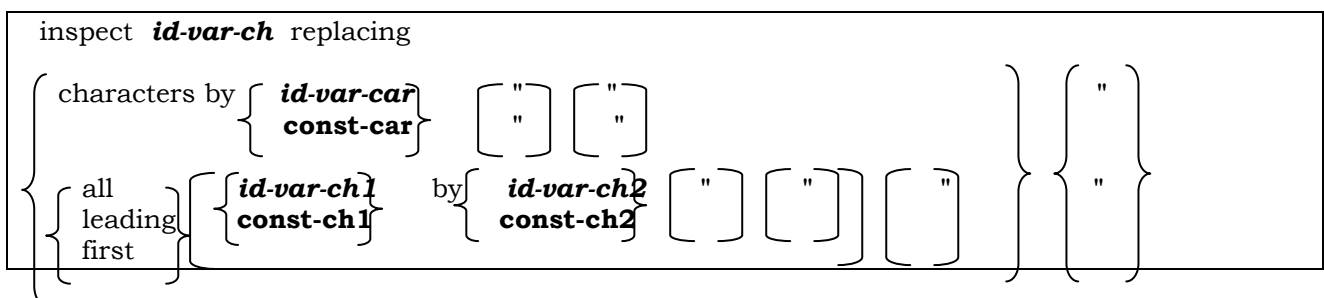 inspect id-var-ch replacing
characters by id-var-car " " "
const-car " "
"
all id-var-ch1 by id-var-ch2 " " " "
leading const-ch1 const-ch2
first